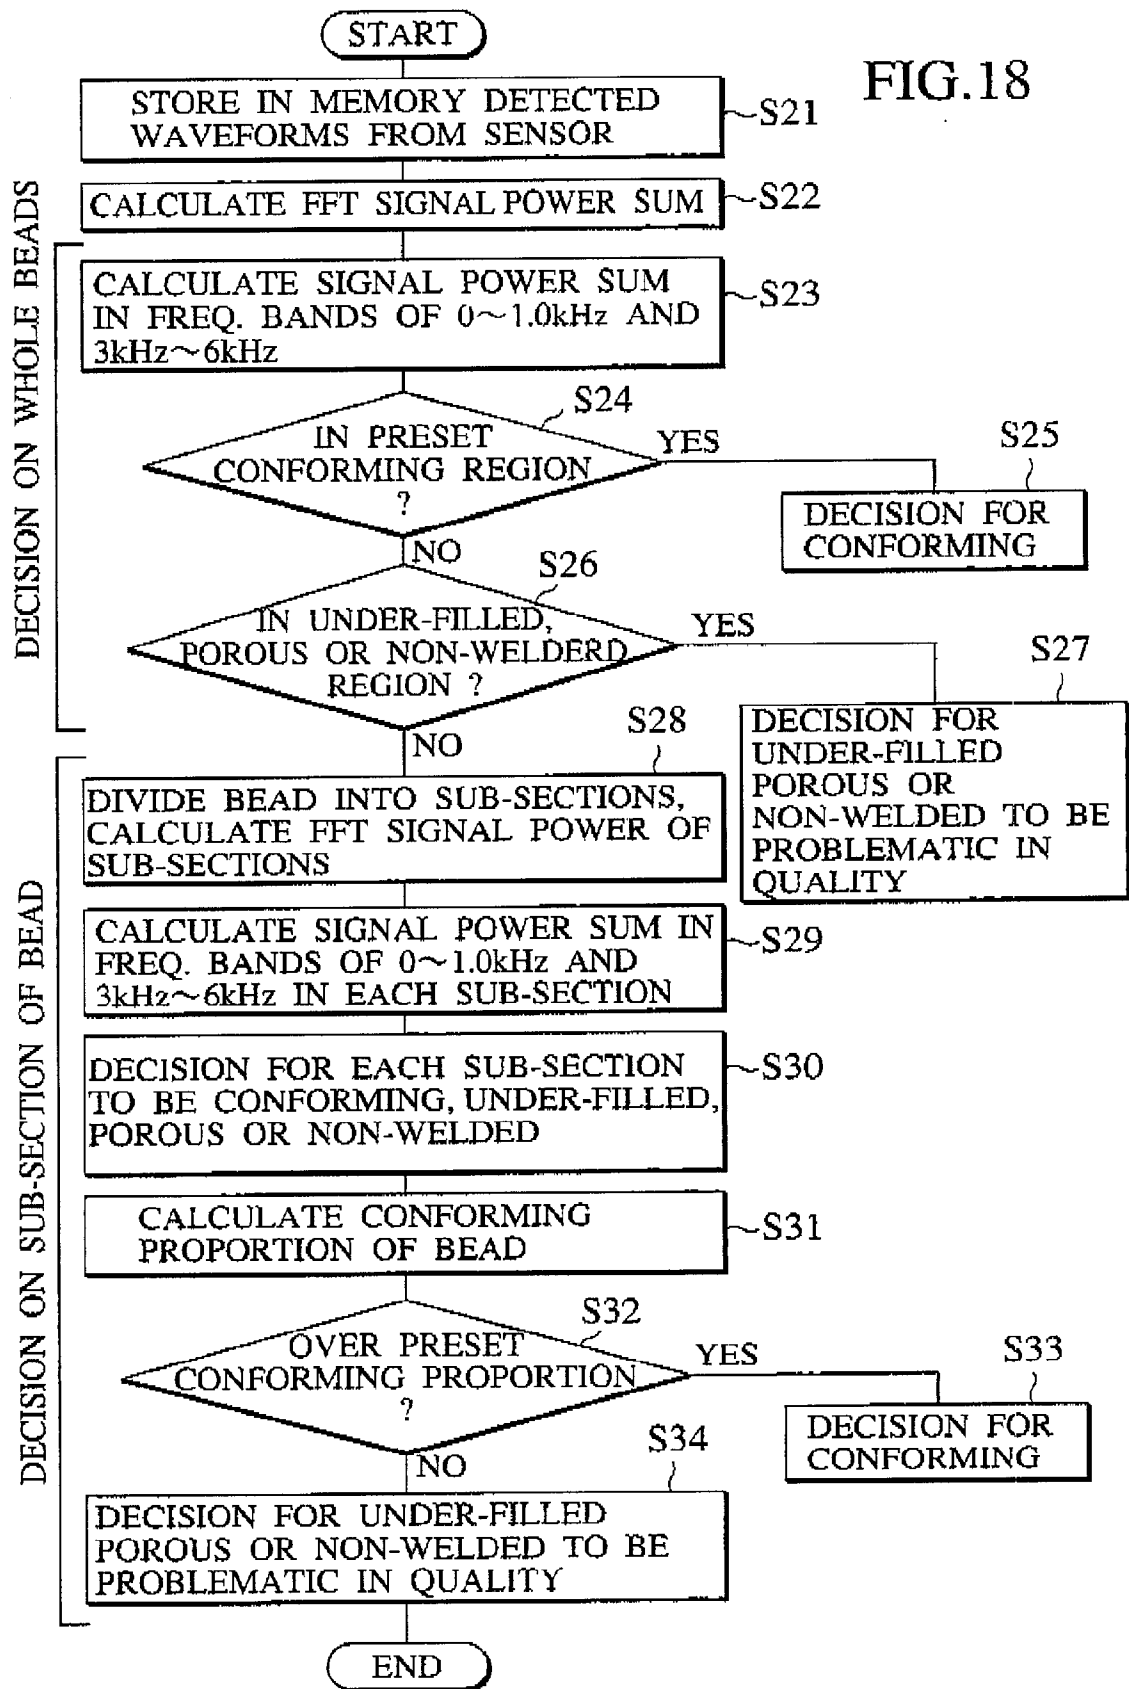 START
FIG.18
STORE IN MEMORY DETECTED
WAVEFORMS FROM SENSOR
S21
CALCULATE FFT SIGNAL POWER SUM
S22
DECISION ON WHOLE BEADS
CALCULATE SIGNAL POWER SUM
IN FREQ. BANDS OF 0~1.0kHz AND
3kHz~6kHz
S23
S24
IN PRESET
CONFORMING REGION
?
YES
S25
DECISION FOR
CONFORMING
NO
S26
IN UNDER-FILLED,
POROUS OR NON-WELDERD
REGION ?
YES
S27
DECISION FOR
UNDER-FILLED
POROUS OR
NON-WELDED TO BE
PROBLEMATIC IN
QUALITY
NO
S28
DECISION ON SUB-SECTION OF BEAD
DIVIDE BEAD INTO SUB-SECTIONS,
CALCULATE FFT SIGNAL POWER OF
SUB-SECTIONS
CALCULATE SIGNAL POWER SUM IN
FREQ. BANDS OF 0~1.0kHz AND
3kHz~6kHz IN EACH SUB-SECTION
S29
DECISION FOR EACH SUB-SECTION
TO BE CONFORMING, UNDER-FILLED,
POROUS OR NON-WELDED
S30
CALCULATE CONFORMING
PROPORTION OF BEAD
S31
S32
OVER PRESET
CONFORMING PROPORTION
?
YES
S33
DECISION FOR
CONFORMING
NO
S34
DECISION FOR UNDER-FILLED
POROUS OR NON-WELDED TO BE
PROBLEMATIC IN QUALITY
END